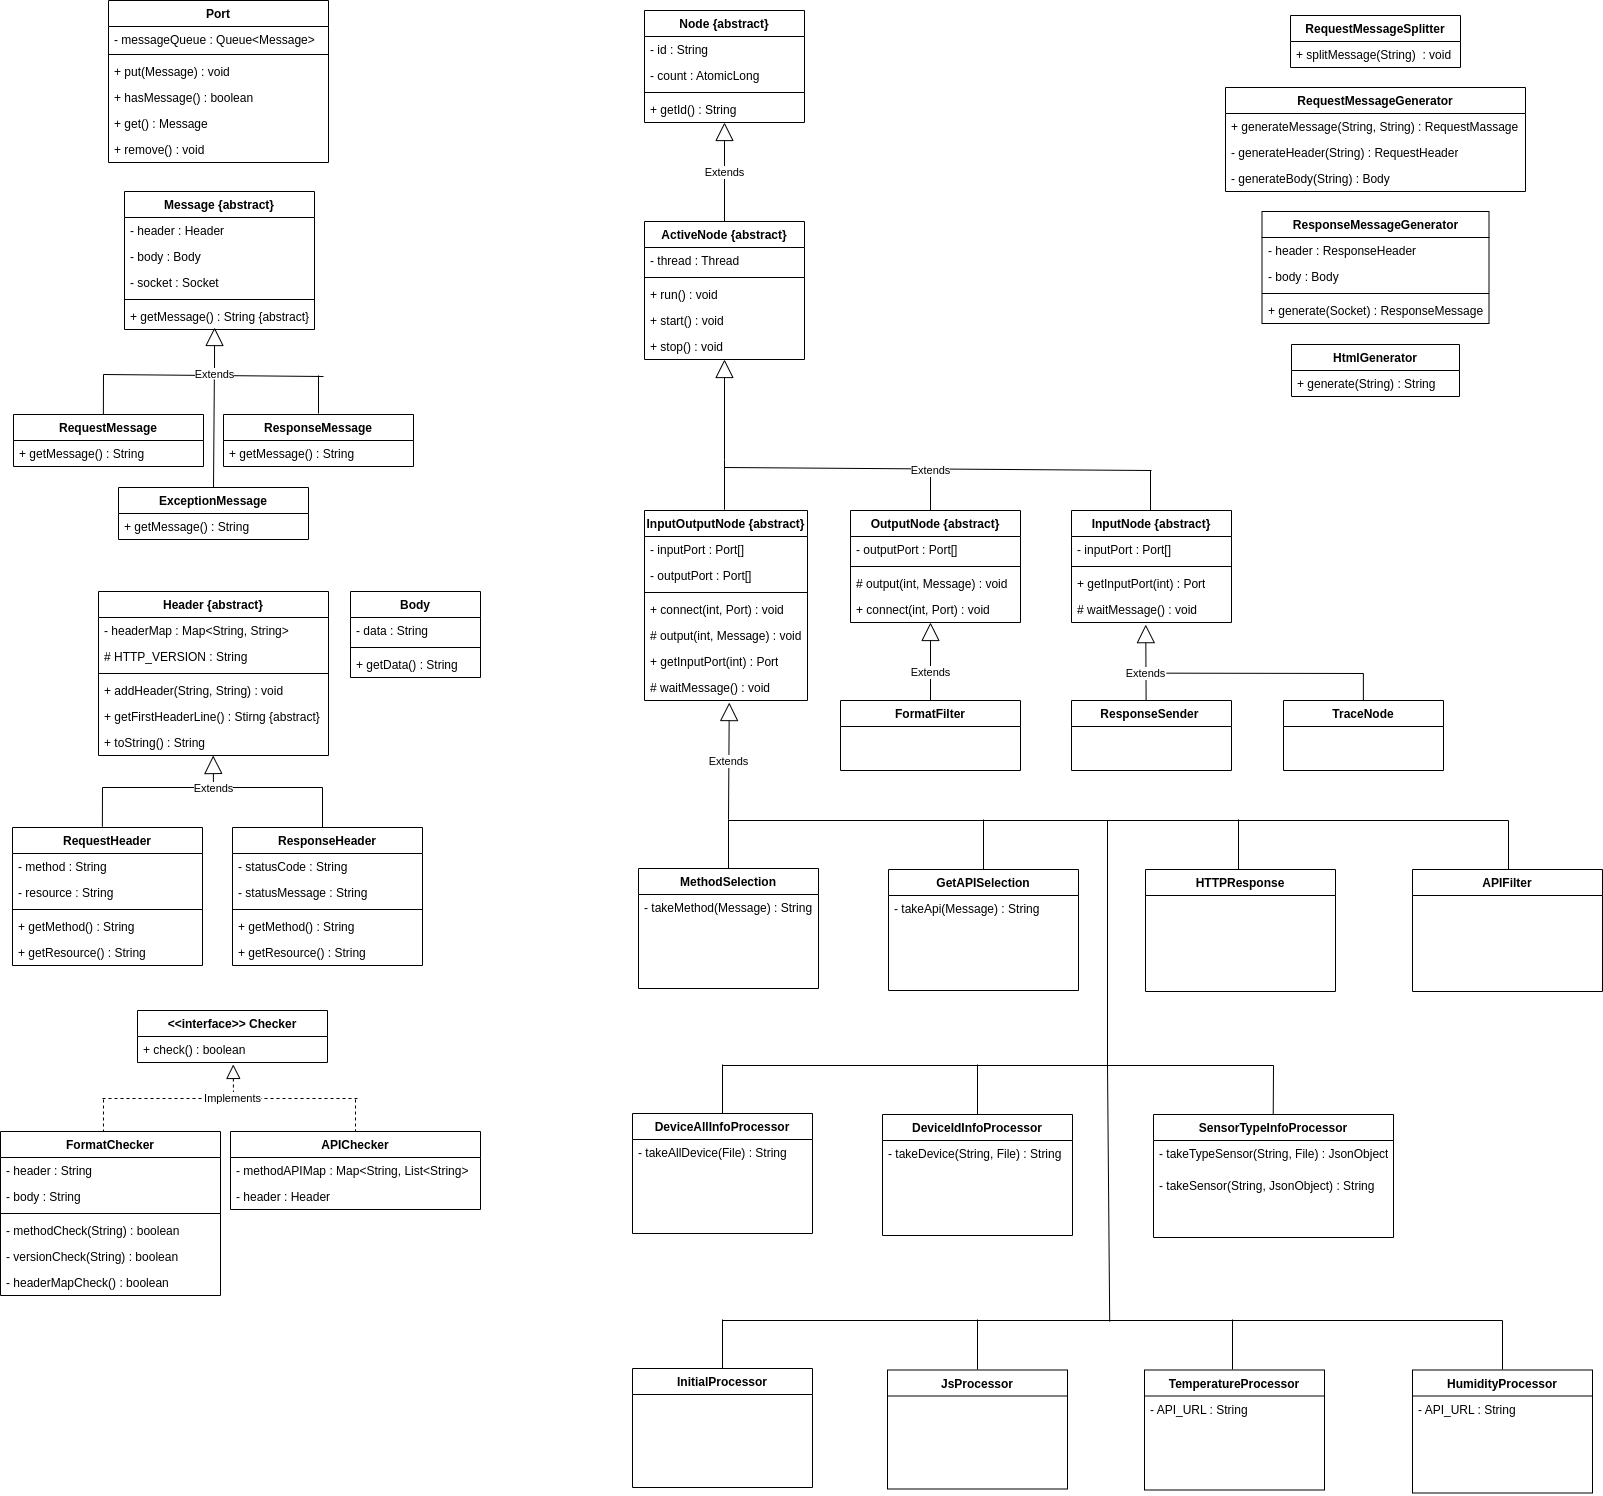 Port
- messageQueue : Queue<Message>
+ put(Message) : void
+ hasMessage() : boolean
+ get() : Message
+ remove() : void
Message {abstract}
- header : Header
- body : Body
- socket : Socket
+ getMessage() : String {abstract}
Extends
RequestMessage
+ getMessage() : String
ResponseMessage
+ getMessage() : String
ExceptionMessage
+ getMessage() : String
Header {abstract}
- headerMap : Map<String, String>
# HTTP_VERSION : String
+ addHeader(String, String) : void
+ getFirstHeaderLine() : Stirng {abstract}
+ toString() : String
Body
- data : String
+ getData() : String
Extends
RequestHeader
- method : String
- resource : String
+ getMethod() : String
+ getResource() : String
ResponseHeader
- statusCode : String
- statusMessage : String
+ getMethod() : String
+ getResource() : String
<<interface>> Checker
+ check() : boolean
Implements
FormatChecker
- header : String
- body : String
- methodCheck(String) : boolean
- versionCheck(String) : boolean
- headerMapCheck() : boolean
APIChecker
- methodAPIMap : Map<String, List<String>
- header : Header
Node {abstract}
- id : String
- count : AtomicLong
+ getId() : String
Extends
ActiveNode {abstract}
- thread : Thread
+ run() : void
+ start() : void
+ stop() : void
Extends
InputOutputNode {abstract}
- inputPort : Port[]
- outputPort : Port[]
+ connect(int, Port) : void
# output(int, Message) : void
+ getInputPort(int) : Port
# waitMessage() : void
OutputNode {abstract}
- outputPort : Port[]
# output(int, Message) : void
+ connect(int, Port) : void
InputNode {abstract}
- inputPort : Port[]
+ getInputPort(int) : Port
# waitMessage() : void
Extends
Extends
FormatFilter
ResponseSender
TraceNode
Extends
MethodSelection
- takeMethod(Message) : String
GetAPISelection
- takeApi(Message) : String
HTTPResponse
APIFilter
DeviceAllInfoProcessor
- takeAllDevice(File) : String
DeviceIdInfoProcessor
- takeDevice(String, File) : String
SensorTypeInfoProcessor
- takeTypeSensor(String, File) : JsonObject
- takeSensor(String, JsonObject) : String
InitialProcessor
JsProcessor
TemperatureProcessor
- API_URL : String
HumidityProcessor
- API_URL : String
RequestMessageSplitter
+ splitMessage(String)  : void
RequestMessageGenerator
+ generateMessage(String, String) : RequestMassage
- generateHeader(String) : RequestHeader
- generateBody(String) : Body
ResponseMessageGenerator
- header : ResponseHeader
- body : Body
+ generate(Socket) : ResponseMessage
HtmlGenerator
+ generate(String) : String